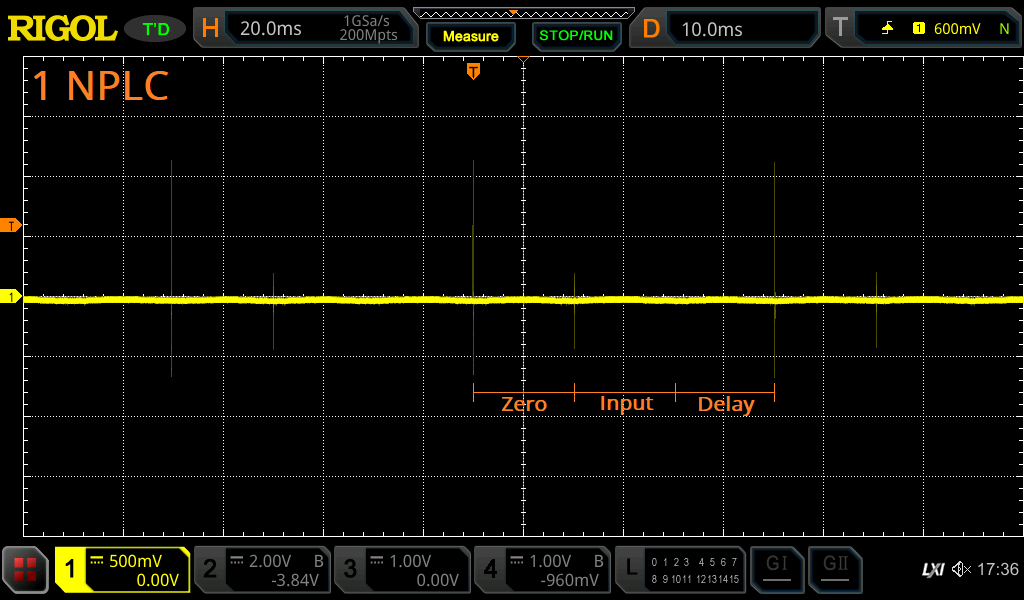 RIGOL T'D H 20.0ms 1GSa/s 200Mpts Measure STOP/RUN D 10.0ms T 1 600mV N
1 NPLC
T
T
1
Zero Input Delay
1 500mV 0.00V 2 2.00V B -3.84V 3 1.00V 0.00V 4 1.00V B -960mV L 0 1 2 3 4 5 6 7 8 9 10 11 12 13 14 15 GI GII LXI 17:36